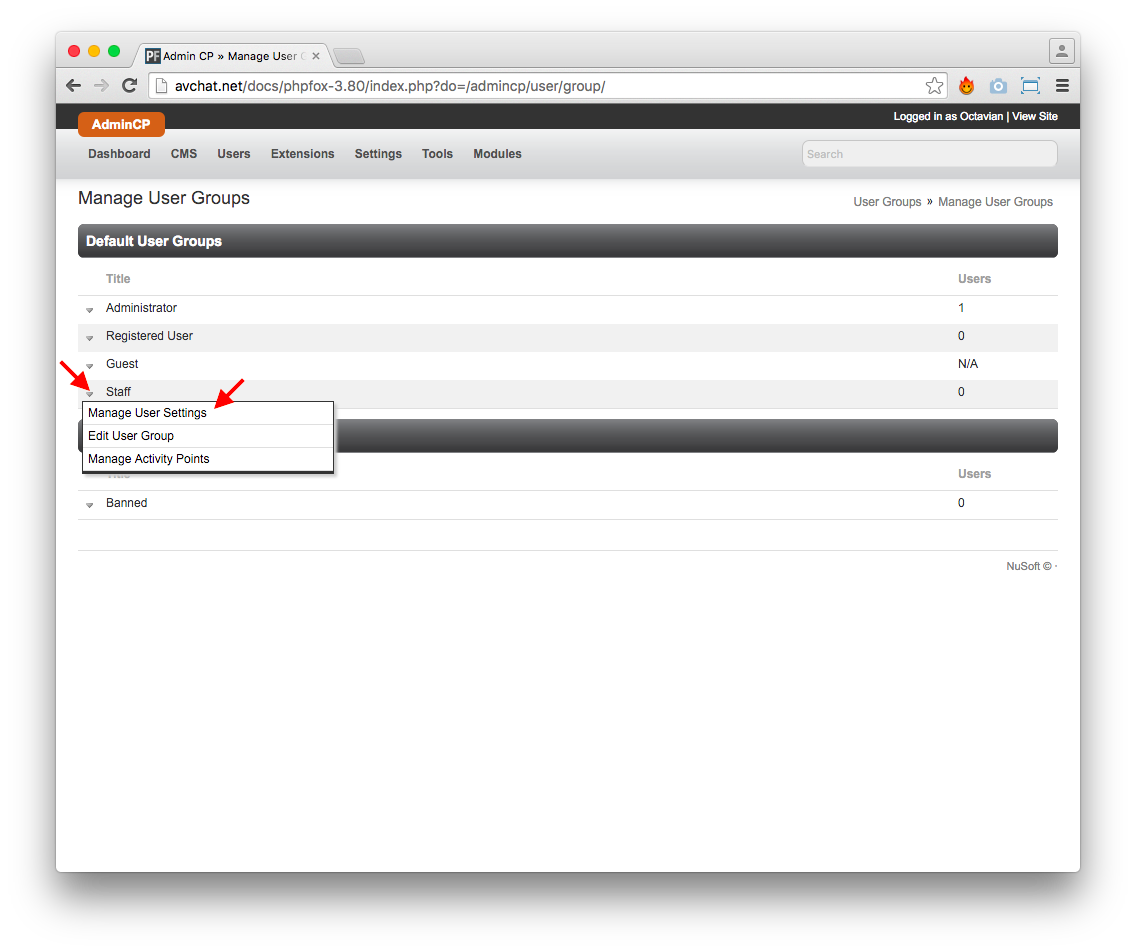 PF Admin CP » Manage User
avchat.net/docs/phpfox-3.80/index.php?do=/admincp/user/group/
AdminCP
Logged in as Octavian | View Site
Dashboard CMS Users Extensions Settings Tools Modules
Search
Manage User Groups
User Groups » Manage User Groups
Default User Groups
Title Users
Administrator 1
Registered User 0
Guest N/A
Staff 0
Manage User Settings
Edit User Group
Manage Activity Points
Users
Banned 0
NuSoft © ·